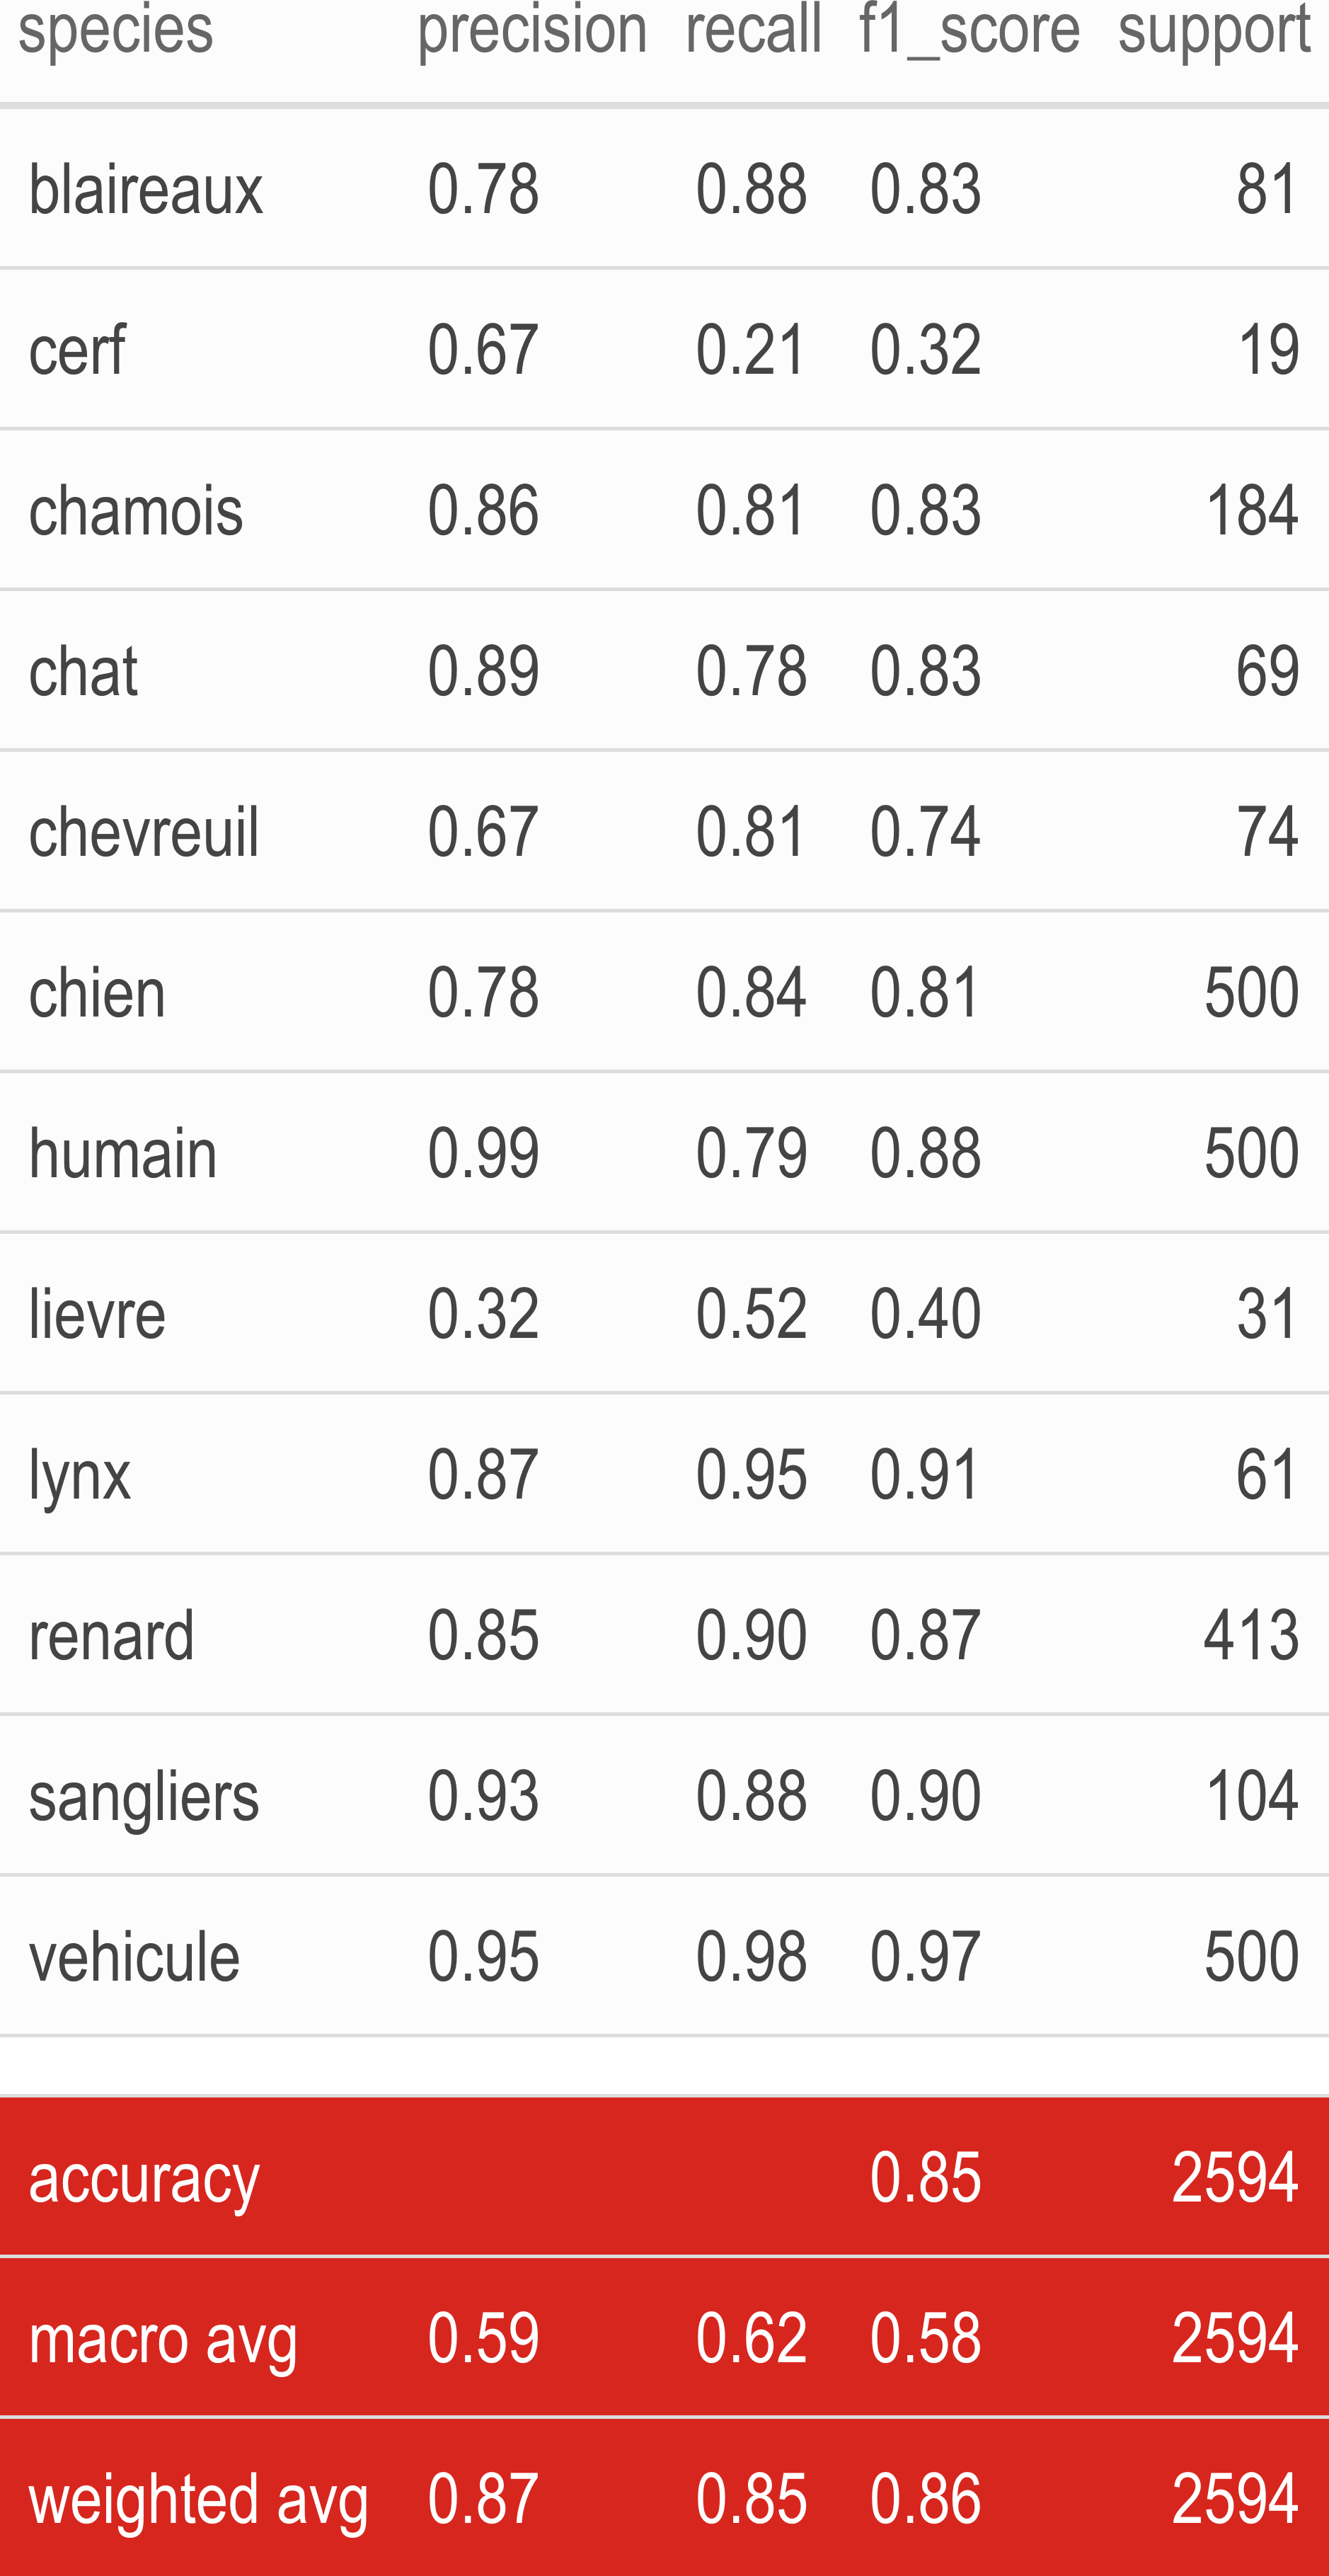 species precision recall f1_score support
blaireaux 0.78 0.88 0.83 81
cerf 0.67 0.21 0.32 19
chamois 0.86 0.81 0.83 184
chat 0.89 0.78 0.83 69
chevreuil 0.67 0.81 0.74 74
chien 0.78 0.84 0.81 500
humain 0.99 0.79 0.88 500
lievre 0.32 0.52 0.40 31
lynx 0.87 0.95 0.91 61
renard 0.85 0.90 0.87 413
sangliers 0.93 0.88 0.90 104
vehicule 0.95 0.98 0.97 500
accuracy 0.85 2594
macro avg 0.59 0.62 0.58 2594
weighted avg 0.87 0.85 0.86 2594